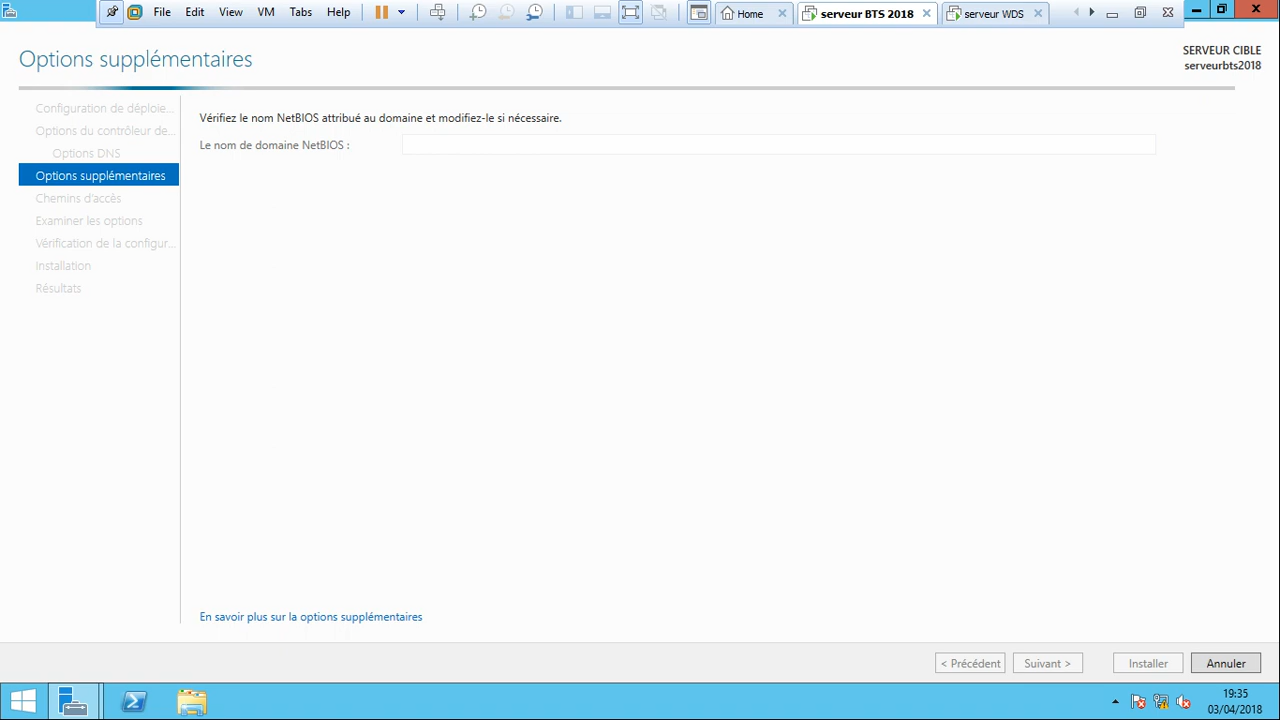 File Edit View VM Tabs Help Home serveur BTS 2018 serveur WDS
Options supplémentaires
SERVEUR CIBLE
serveurbts2018
Configuration de déploie...
Options du contrôleur de...
Options DNS
Options supplémentaires
Chemins d'accès
Examiner les options
Vérification de la configur...
Installation
Résultats
Vérifiez le nom NetBIOS attribué au domaine et modifiez-le si nécessaire.
Le nom de domaine NetBIOS :
En savoir plus sur la options supplémentaires
< Précédent Suivant > Installer Annuler
19:35
03/04/2018